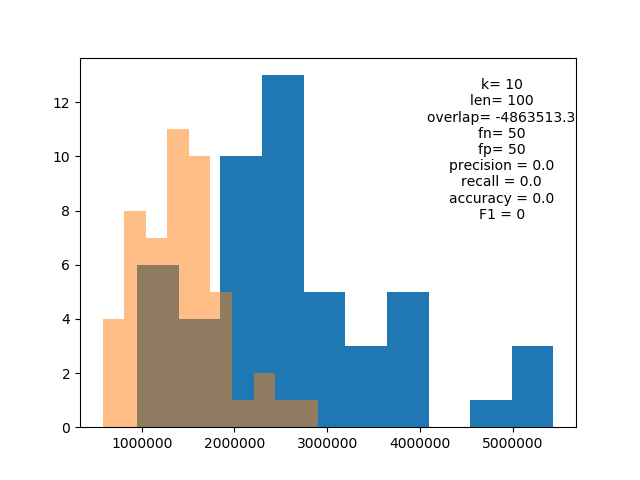 k= 10
len= 100
overlap= -4863513.3
fn= 50
fp= 50
precision = 0.0
recall = 0.0
accuracy = 0.0
F1 = 0
12
10
8
6
4
2
0
1000000 2000000 3000000 4000000 5000000